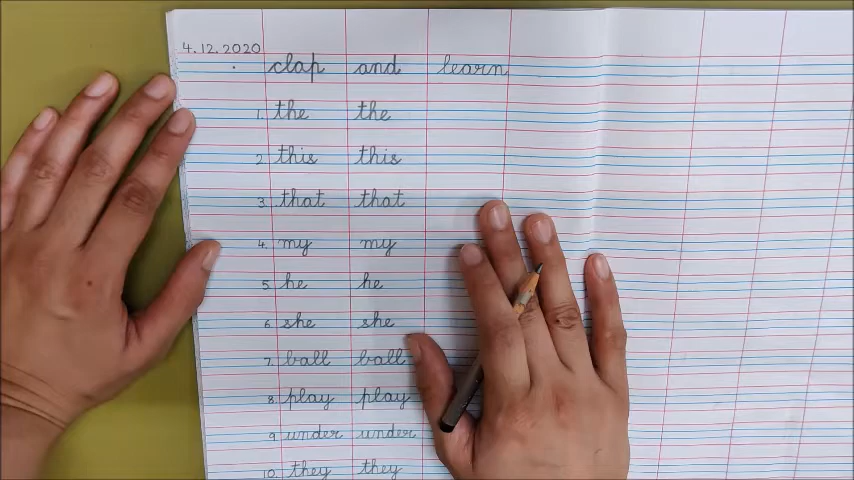 4.12.2020
clap and learn
1. the the
2 this this
3. that that
4. my my
5 he he
6 she she
7. ball ball
8. play play
9 under under
10. they they